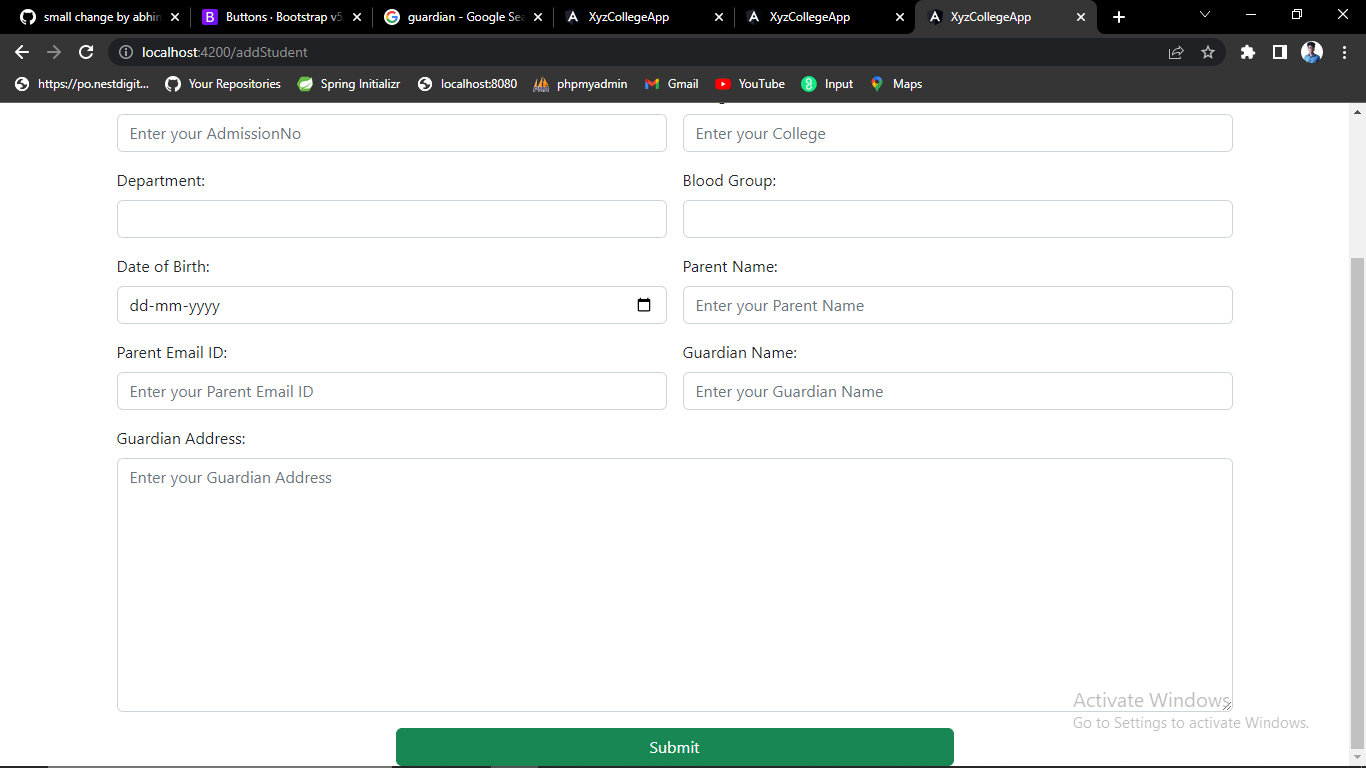 small change by abhin
Buttons · Bootstrap v5
guardian - Google Sea
XyzCollegeApp
XyzCollegeApp
XyzCollegeApp
localhost:4200/addStudent
https://po.nestdigit...
Your Repositories
Spring Initializr
localhost:8080
phpmyadmin
Gmail
YouTube
Input
Maps
Enter your AdmissionNo
Enter your College
Department:
Blood Group:
Date of Birth:
Parent Name:
dd-mm-yyyy
Enter your Parent Name
Parent Email ID:
Guardian Name:
Enter your Parent Email ID
Enter your Guardian Name
Guardian Address:
Enter your Guardian Address
Activate Windows
Go to Settings to activate Windows.
Submit